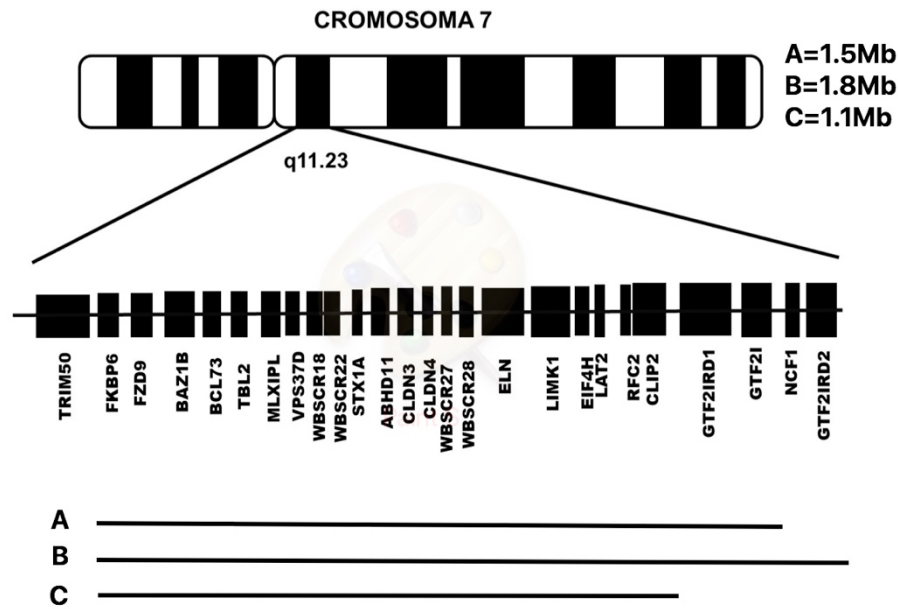 CROMOSOMA 7
A=1.5Mb
B=1.8Mb
C=1.1Mb
q11.23
TRIM50
FKBP6
FZD9
BAZ1B
BCL73
TBL2
MLXIPL
VPS37D
WBSCR18
WBSCR22
STX1A
ABHD11
CLDN3
CLDN4
WBSCR27
WBSCR28
ELN
LIMK1
EIF4H
LAT2
RFC2
CLIP2
GTF2IRD1
GTF2I
NCF1
GTF2IRD2
A
B
C